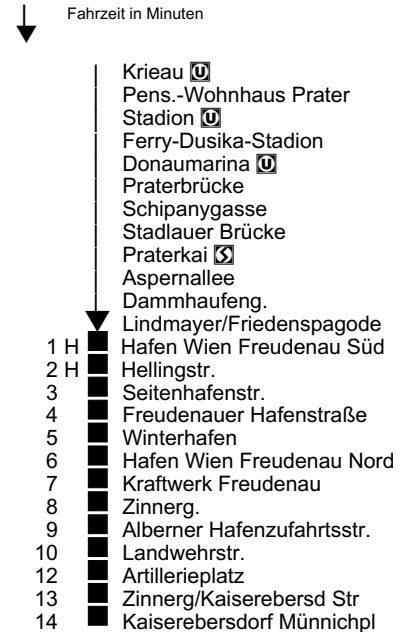 Fahrzeit in Minuten
Krieau U
Pens.-Wohnhaus Prater
Stadion U
Ferry-Dusika-Stadion
Donaumarina U
Praterbrücke
Schipanygasse
Stadlauer Brücke
Praterkai S
Aspernallee
Dammhaufeng.
Lindmayer/Friedenspagode
1 H Hafen Wien Freudenau Süd
2 H Hellingstr.
3 Seitenhafenstr.
4 Freudenauer Hafenstraße
5 Winterhafen
6 Hafen Wien Freudenau Nord
7 Kraftwerk Freudenau
8 Zinnerg.
9 Alberner Hafenzufahrtsstr.
10 Landwehrstr.
12 Artillerieplatz
13 Zinnerg/Kaiserebersd Str
14 Kaiserebersdorf Münnichpl